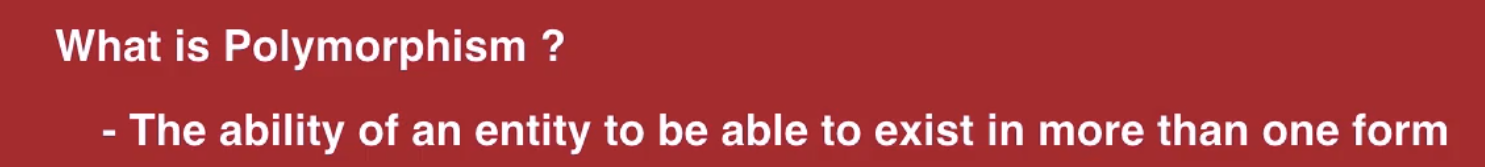 What is Polymorphism ?
- The ability of an entity to be able to exist in more than one form